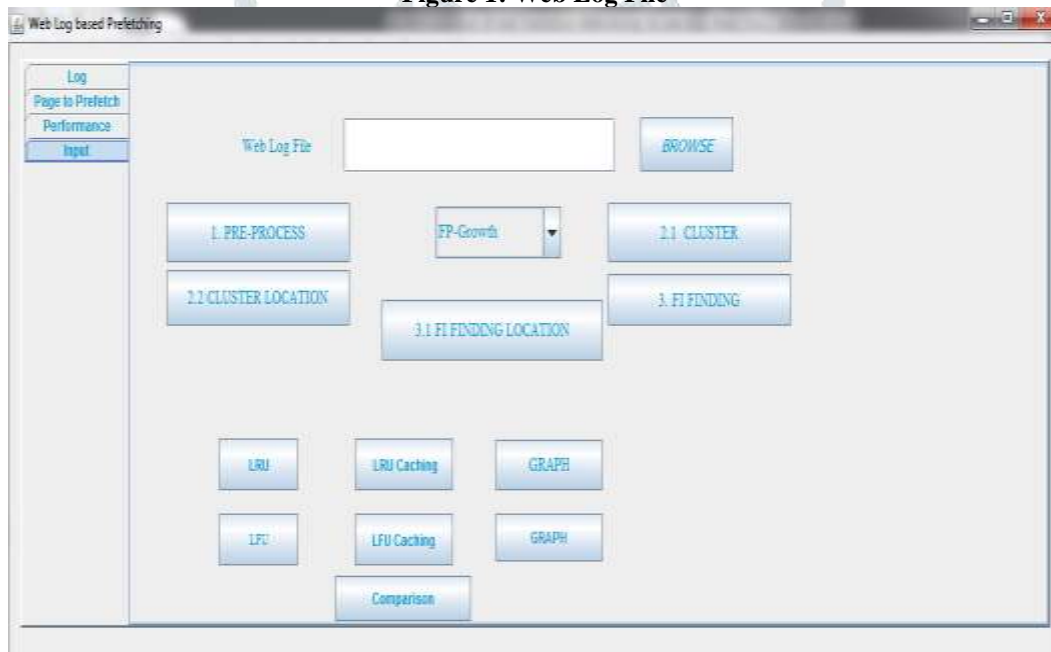 Figure 1: Web Log File
Web Log based Prefetching
Log
Page to Prefetch
Performance
Input
Web Log File
BROWSE
1. PRE-PROCESS
FP-Growth
2.1 CLUSTER
2.2 CLUSTER LOCATION
3. FI FINDING
3.1 FI FINDING LOCATION
LRU
LRU Caching
GRAPH
LFU
LFU Caching
GRAPH
Comparison